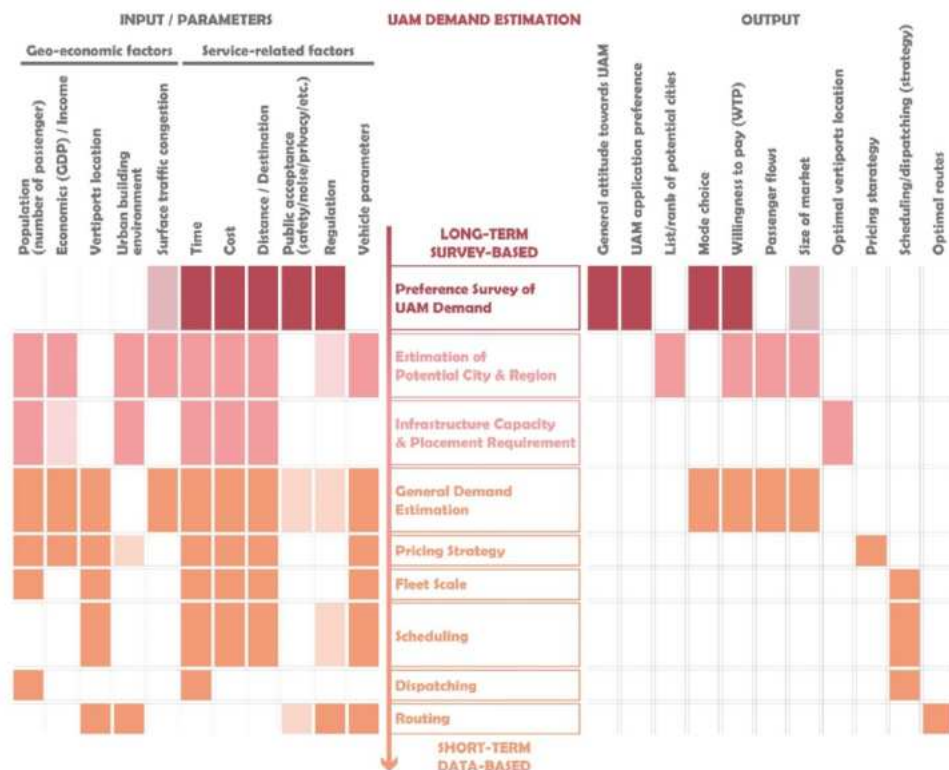 INPUT / PARAMETERS
UAM DEMAND ESTIMATION
OUTPUT
Geo-economic factors
Service-related factors
Population
(number of passenger)
Economics (GDP) / Income
Vertiports location
Urban building
environment
Surface traffic congestion
Time
Cost
Distance / Destination
Public acceptance
(safety/noise/privacy/etc.)
Regulation
Vehicle parameters
General attitude towards UAM
UAM application preference
List/rank of potential cities
Mode choice
Willingness to pay (WTP)
Passenger flows
Size of market
Optimal vertiports location
Pricing starategy
Scheduling/dispatching (strategy)
Optimal routes
LONG-TERM
SURVEY-BASED
Preference Survey of
UAM Demand
Estimation of
Potential City & Region
Infrastructure Capacity
& Placement Requirement
General Demand
Estimation
Pricing Strategy
Fleet Scale
Scheduling
Dispatching
Routing
SHORT-TERM
DATA-BASED